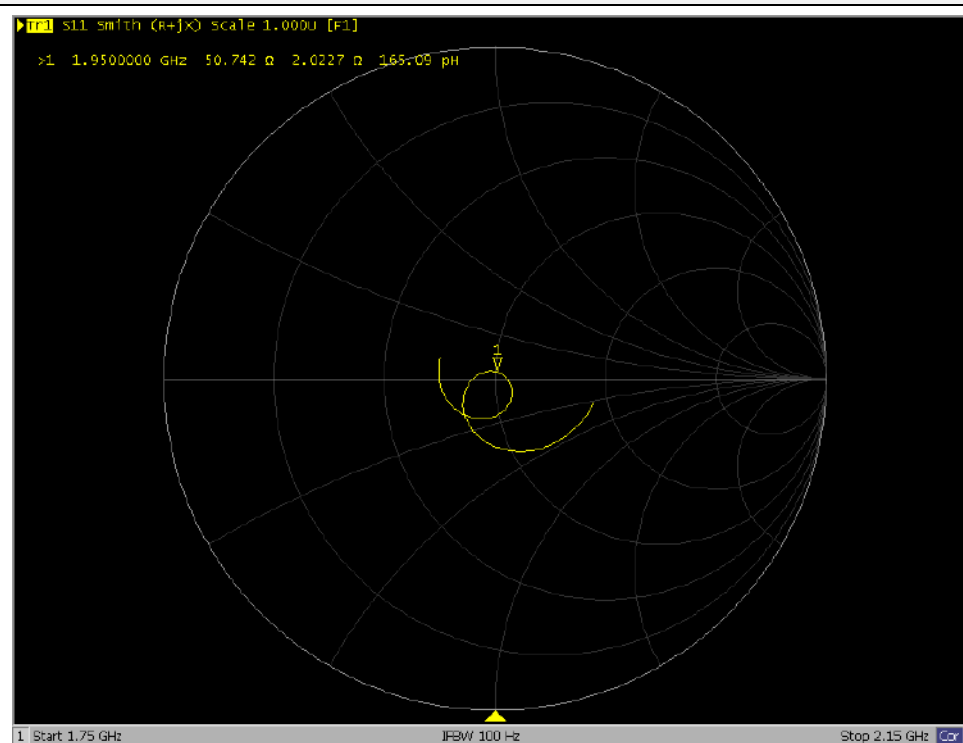 Tr1 S11 Smith (R+jX) Scale 1.000U [F1]
>1 1.9500000 GHz 50.742 Ω 2.0227 Ω 165.09 pH
1
1 Start 1.75 GHz IFBW 100 Hz Stop 2.15 GHz Cor